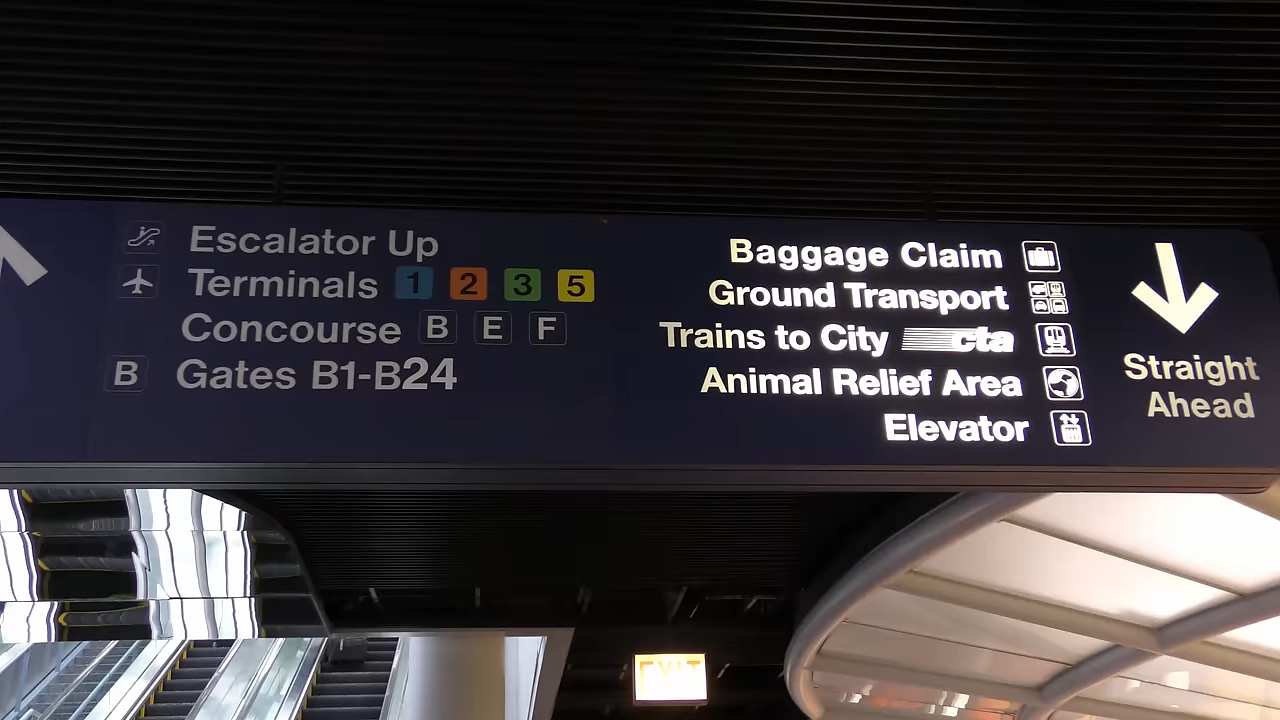 Escalator Up
Terminals 1 2 3 5
Concourse B E F
B Gates B1-B24
Baggage Claim
Ground Transport
Trains to City cta
Animal Relief Area
Elevator
Straight
Ahead
EXIT